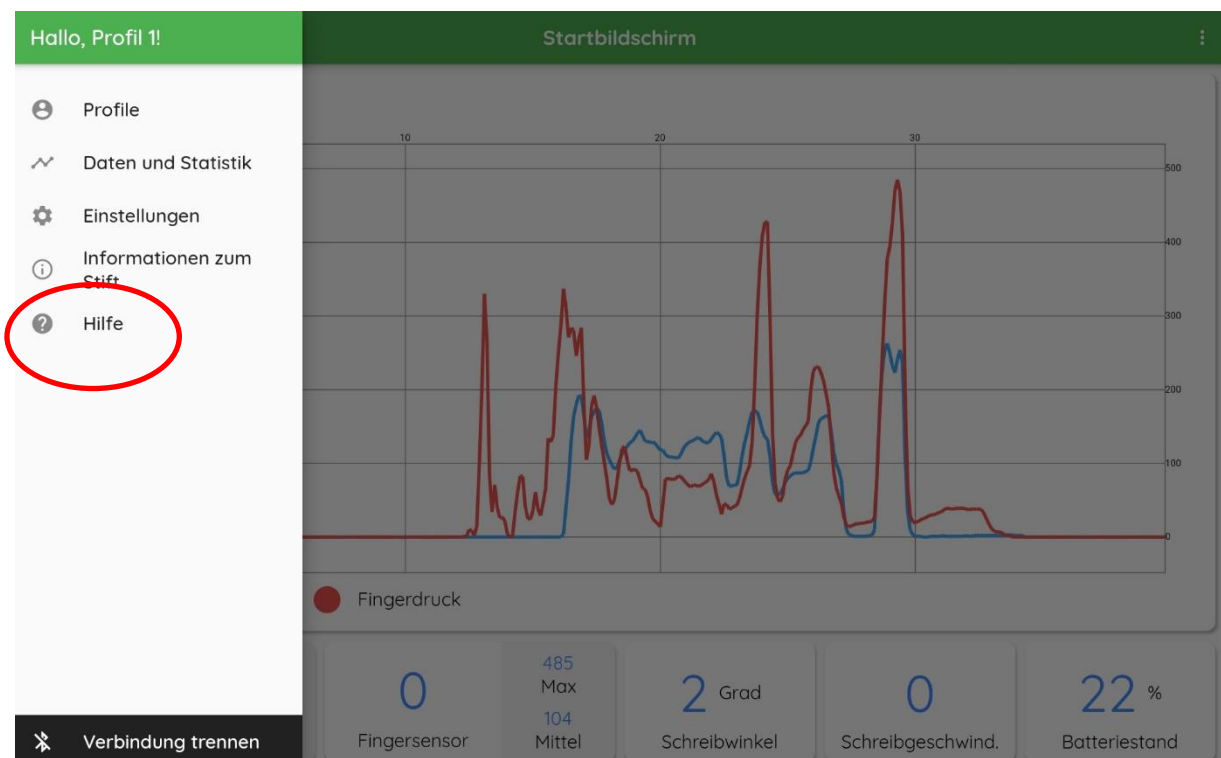 Hallo, Profil 1!
Startbildschirm
Profile
Daten und Statistik
Einstellungen
Informationen zum
Stift
Hilfe
Verbindung trennen
10
20
30
500
400
300
200
100
0
Fingerdruck
0
Fingersensor
485
Max
104
Mittel
2 Grad
Schreibwinkel
0
Schreibgeschwind.
22 %
Batteriestand